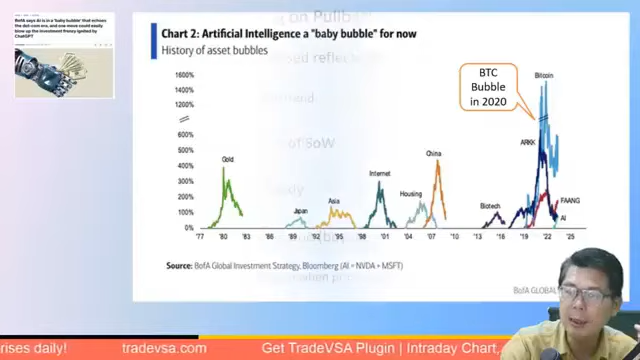 BofA says AI is in a 'baby bubble' that echoes
the dot-com era, and one move could easily
blow up the investment frenzy ignited by
ChatGPT
Chart 2: Artificial Intelligence a "baby bubble" for now
History of asset bubbles
1600%
1400%
1200%
600%
500%
400%
300%
200%
100%
0%
Gold
Japan
Asia
Internet
Housing
China
Biotech
ARKK
Bitcoin
FAANG
AI
BTC
Bubble
in 2020
'77 '80 '83 '86 '89 '92 '95 '98 '01 '04 '07 '10 '13 '16 '19 '22 '25
Source: BofA Global Investment Strategy, Bloomberg (AI = NVDA + MSFT)
BofA GLOBAL
rises daily! tradevsa.com Get TradeVSA Plugin | Intraday Chart,